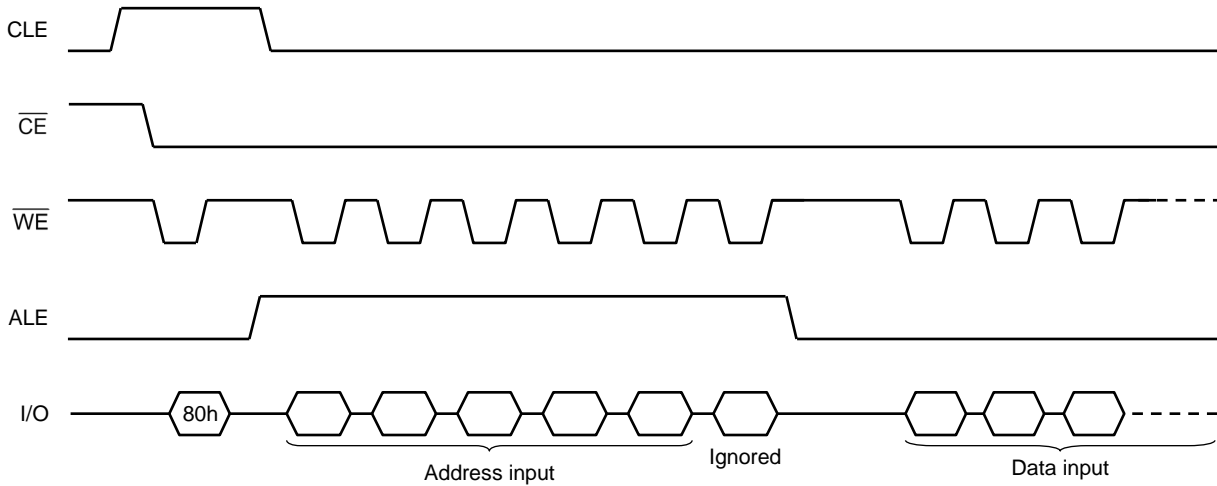 CLE
CE
WE
ALE
I/O
80h
Address input
Ignored
Data input